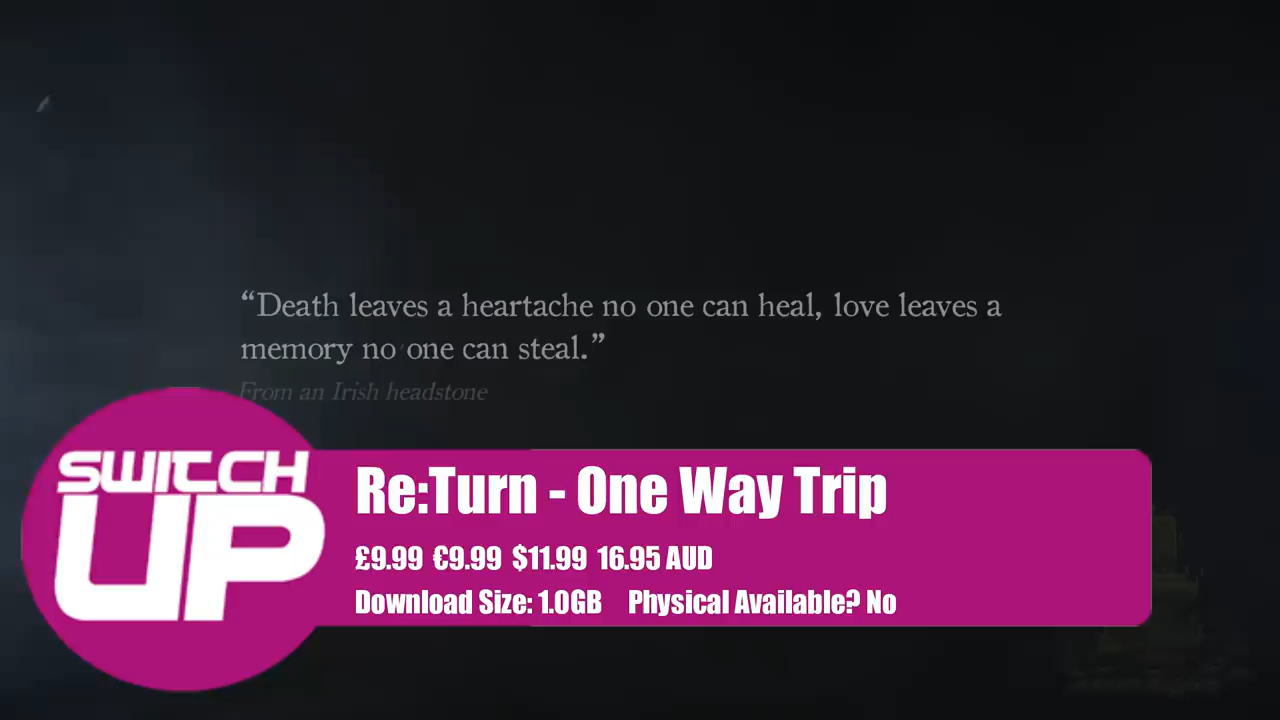 “Death leaves a heartache no one can heal, love leaves a
memory no one can steal.”
From an Irish headstone
SWITCH
UP
Re:Turn - One Way Trip
£9.99 €9.99 $11.99 16.95 AUD
Download Size: 1.0GB Physical Available? No